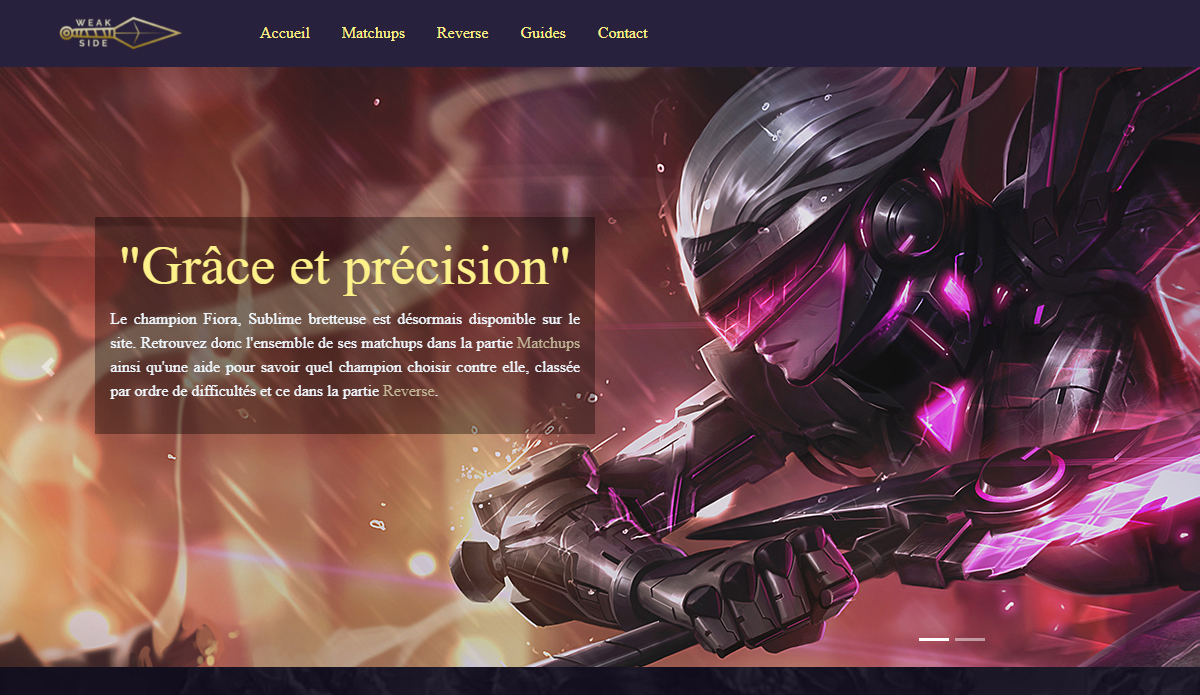 WEAK
SIDE
Accueil Matchups Reverse Guides Contact
"Grâce et précision"
Le champion Fiora, Sublime bretteuse est désormais disponible sur le
site. Retrouvez donc l'ensemble de ses matchups dans la partie Matchups
ainsi qu'une aide pour savoir quel champion choisir contre elle, classée
par ordre de difficultés et ce dans la partie Reverse.